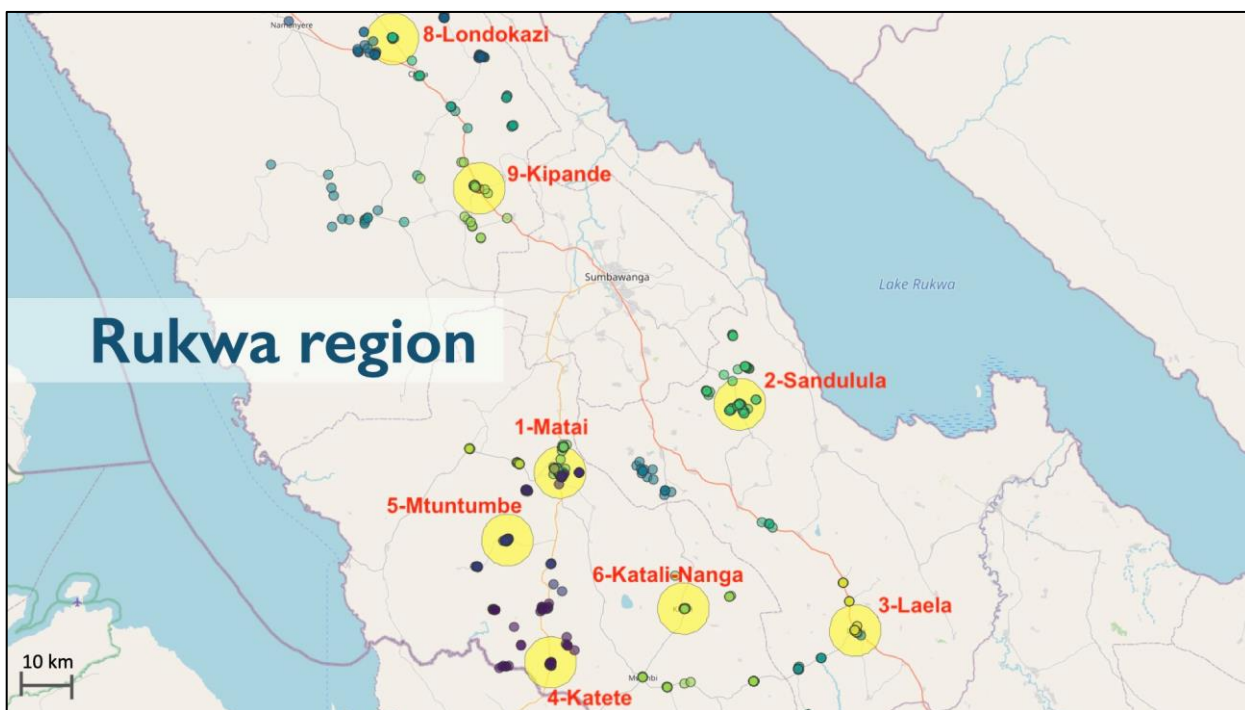 Namanyere
8-Londokazi
9-Kipande
Sumbawanga
Lake Rukwa
Rukwa region
2-Sandulula
1-Matai
5-Mtuntumbe
6-Katali-Nanga
3-Laela
10 km
4-Katete